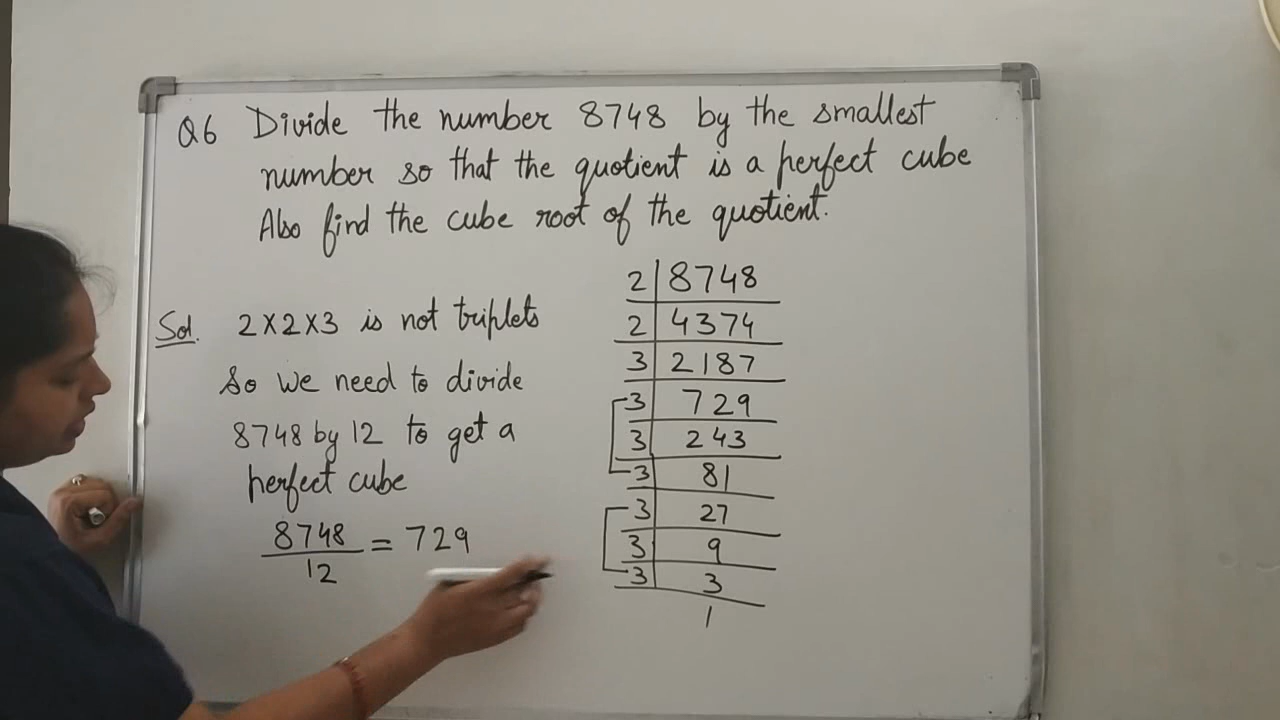 Q6 Divide the number 8748 by the smallest
number so that the quotient is a perfect cube
Also find the cube root of the quotient.
Sol. 2×2×3 is not triplets
So we need to divide
8748 by 12 to get a
perfect cube
8748
12
= 729
2 | 8748
2 | 4374
3 | 2187
3 | 729
3 | 243
3 | 81
3 | 27
3 | 9
3 | 3
1